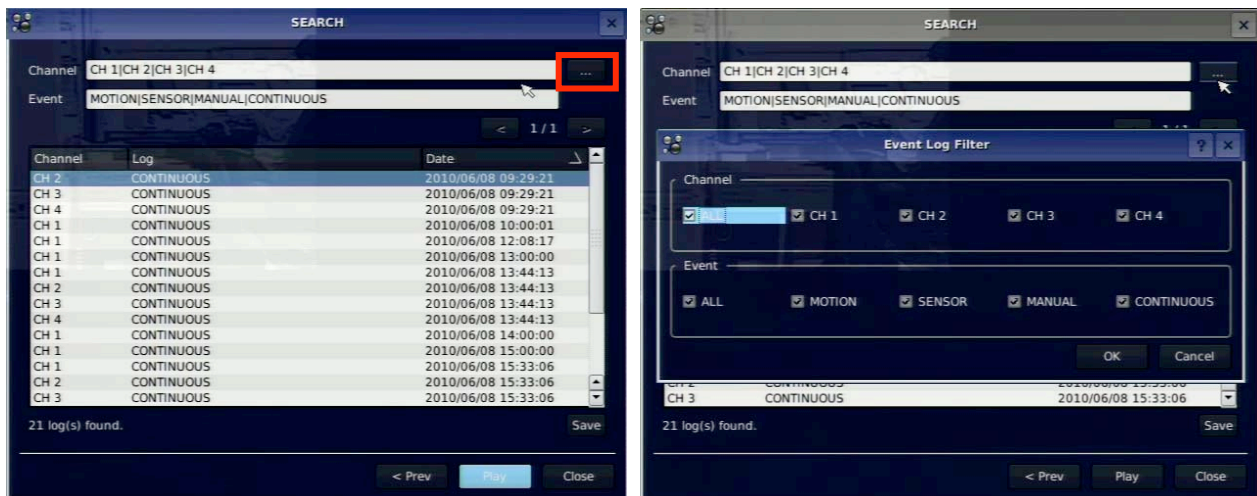 SEARCH
Channel CH 1|CH 2|CH 3|CH 4 ...
Event MOTION|SENSOR|MANUAL|CONTINUOUS
< 1/1 >
Channel Log Date
CH 2 CONTINUOUS 2010/06/08 09:29:21
CH 3 CONTINUOUS 2010/06/08 09:29:21
CH 4 CONTINUOUS 2010/06/08 09:29:21
CH 1 CONTINUOUS 2010/06/08 10:00:01
CH 1 CONTINUOUS 2010/06/08 12:08:17
CH 1 CONTINUOUS 2010/06/08 13:00:00
CH 1 CONTINUOUS 2010/06/08 13:44:13
CH 2 CONTINUOUS 2010/06/08 13:44:13
CH 3 CONTINUOUS 2010/06/08 13:44:13
CH 4 CONTINUOUS 2010/06/08 13:44:13
CH 1 CONTINUOUS 2010/06/08 14:00:00
CH 1 CONTINUOUS 2010/06/08 15:00:00
CH 1 CONTINUOUS 2010/06/08 15:33:06
CH 2 CONTINUOUS 2010/06/08 15:33:06
CH 3 CONTINUOUS 2010/06/08 15:33:06
21 log(s) found. Save
< Prev Play Close
SEARCH
Channel CH 1|CH 2|CH 3|CH 4 ...
Event MOTION|SENSOR|MANUAL|CONTINUOUS
Event Log Filter ?
Channel
ALL CH 1 CH 2 CH 3 CH 4
Event
ALL MOTION SENSOR MANUAL CONTINUOUS
OK Cancel
CH 3 CONTINUOUS 2010/06/08 15:33:06
21 log(s) found. Save
< Prev Play Close